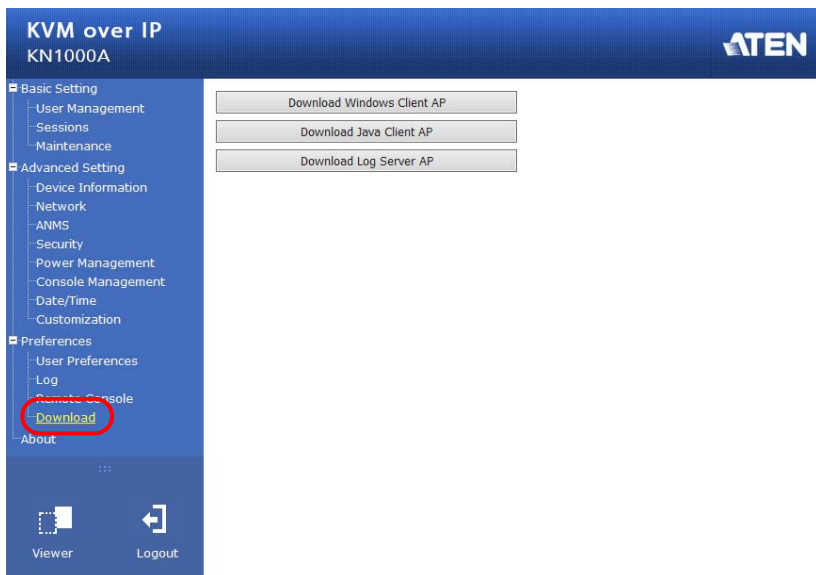 KVM over IP
KN1000A
ATEN
Basic Setting
User Management
Sessions
Maintenance
Advanced Setting
Device Information
Network
ANMS
Security
Power Management
Console Management
Date/Time
Customization
Preferences
User Preferences
Log
Remote Console
Download
About
Viewer
Logout
Download Windows Client AP
Download Java Client AP
Download Log Server AP